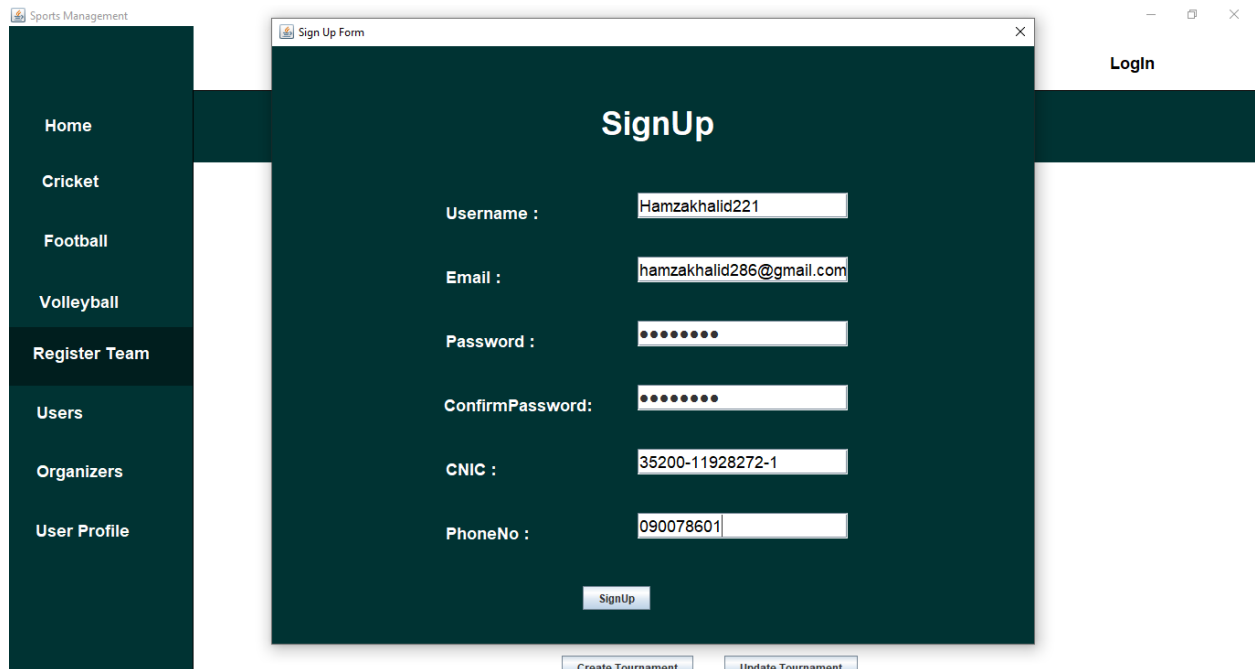 Sports Management
Sign Up Form
LogIn
Home
Cricket
Football
Volleyball
Register Team
Users
Organizers
User Profile
SignUp
Username :
Hamzakhalid221
Email :
hamzakhalid286@gmail.com
Password :
●●●●●●●●
ConfirmPassword:
●●●●●●●●
CNIC :
35200-11928272-1
PhoneNo :
090078601
SignUp
Create Tournament
Update Tournament